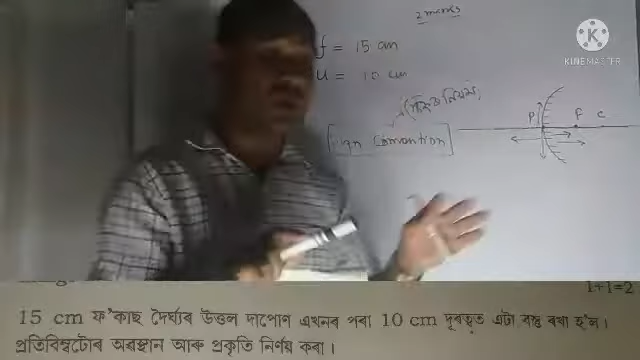 2 marks
f = 15 cm
u = 10 cm
KINEMASTER
P F C
Sign Convention
1+1=2
15 cm ফ'কাছ দৈৰ্ঘ্যৰ উত্তল দাপোণ এখনৰ পৰা 10 cm দূৰত্বত এটা বস্তু ৰখা হ'ল।
প্ৰতিবিম্বটোৰ অৱস্থান আৰু প্ৰকৃতি নিৰ্ণয় কৰা।